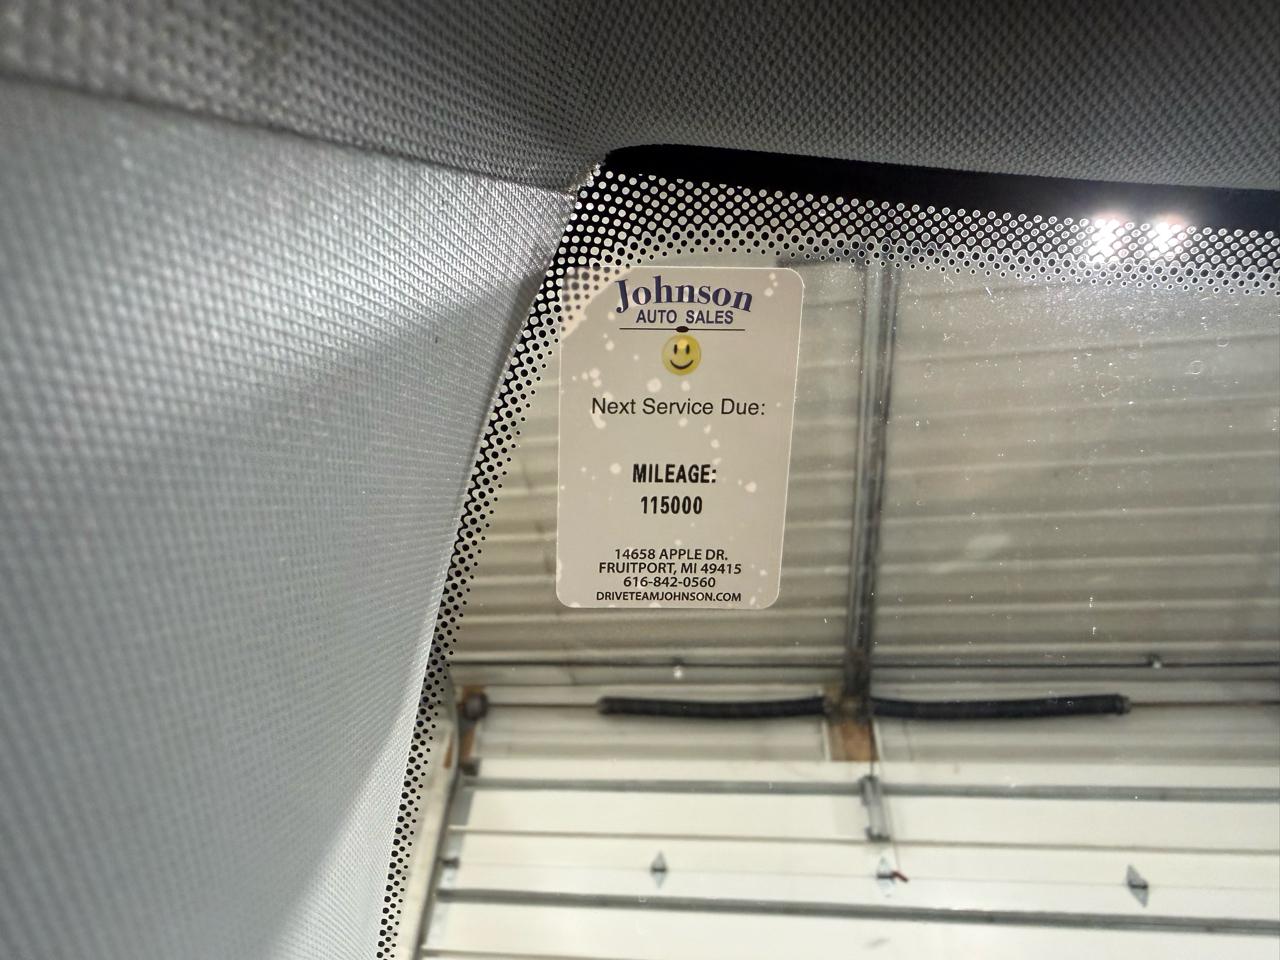 Johnson
AUTO SALES
Next Service Due:
MILEAGE:
115000
14658 APPLE DR.
FRUITPORT, MI 49415
616-842-0560
DRIVETEAMJOHNSON.COM